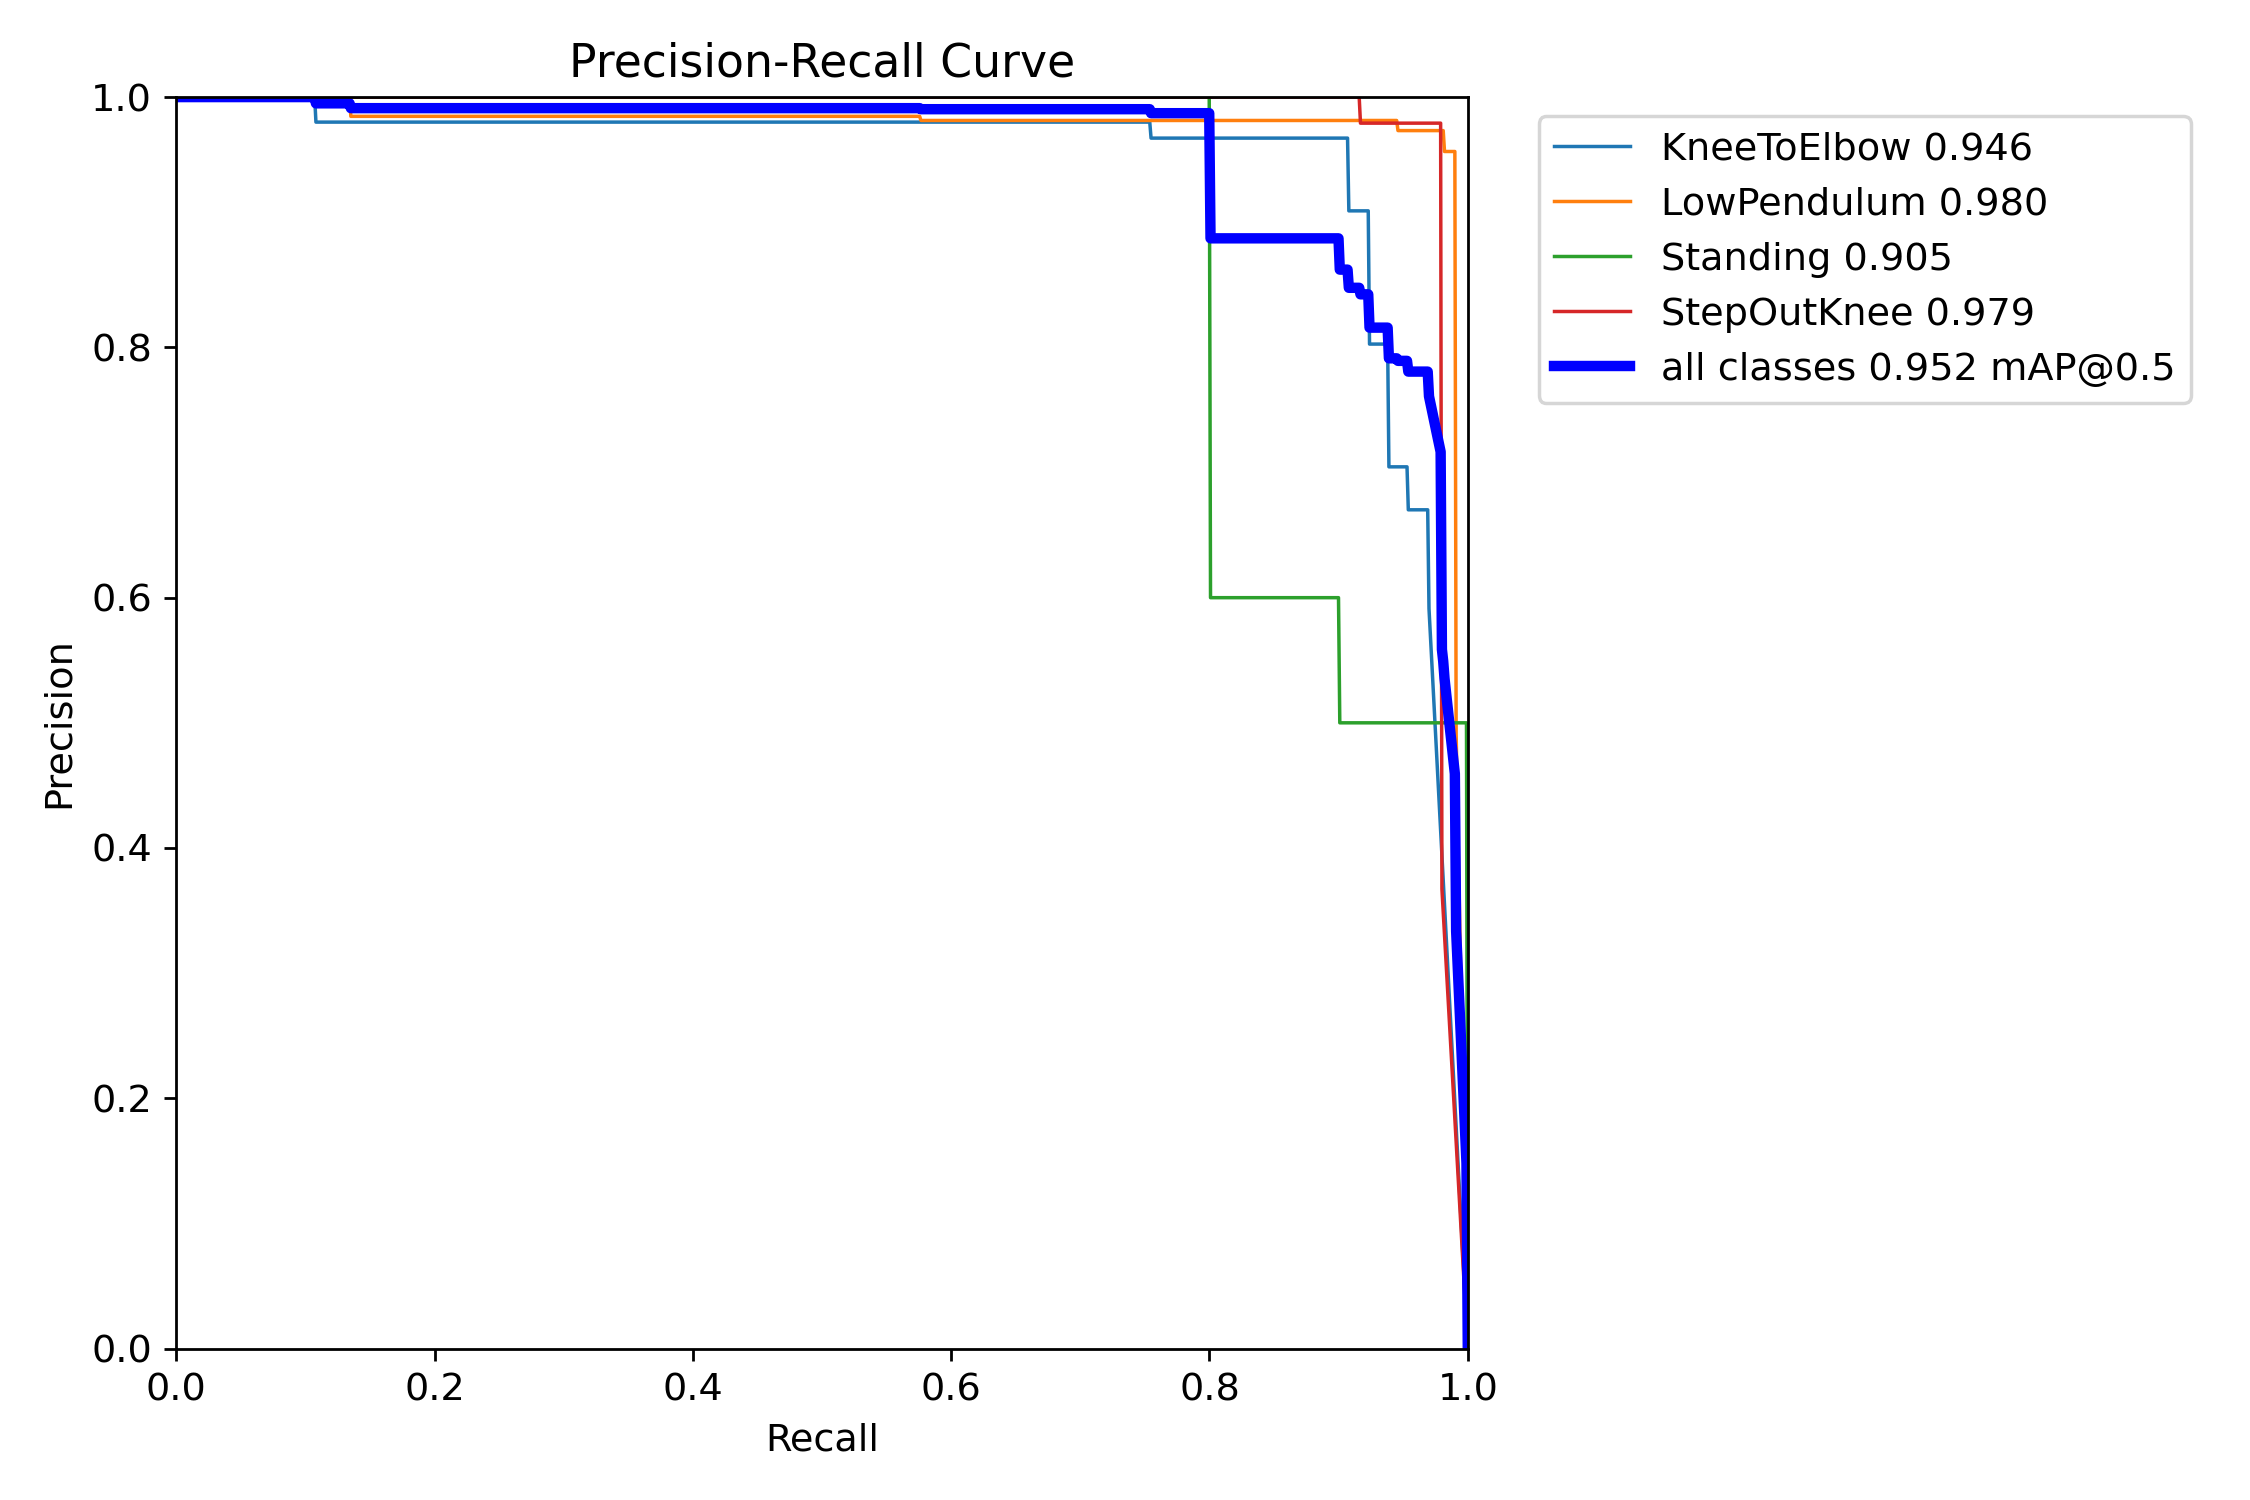 Precision-Recall Curve
1.0
0.8
0.6
0.4
0.2
0.0
Precision
0.0 0.2 0.4 0.6 0.8 1.0
Recall
KneeToElbow 0.946
LowPendulum 0.980
Standing 0.905
StepOutKnee 0.979
all classes 0.952 mAP@0.5